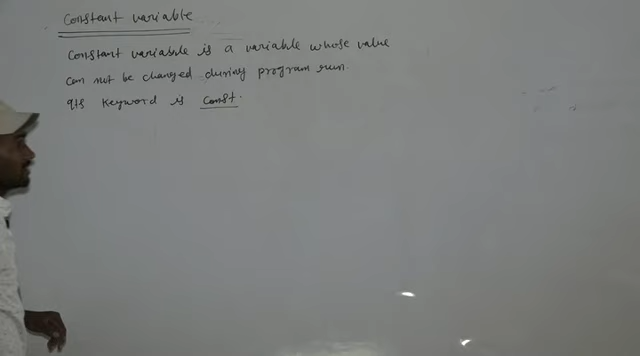 Constant variable
Constant variable is a variable whose value
can not be changed during program run.
Its keyword is const.